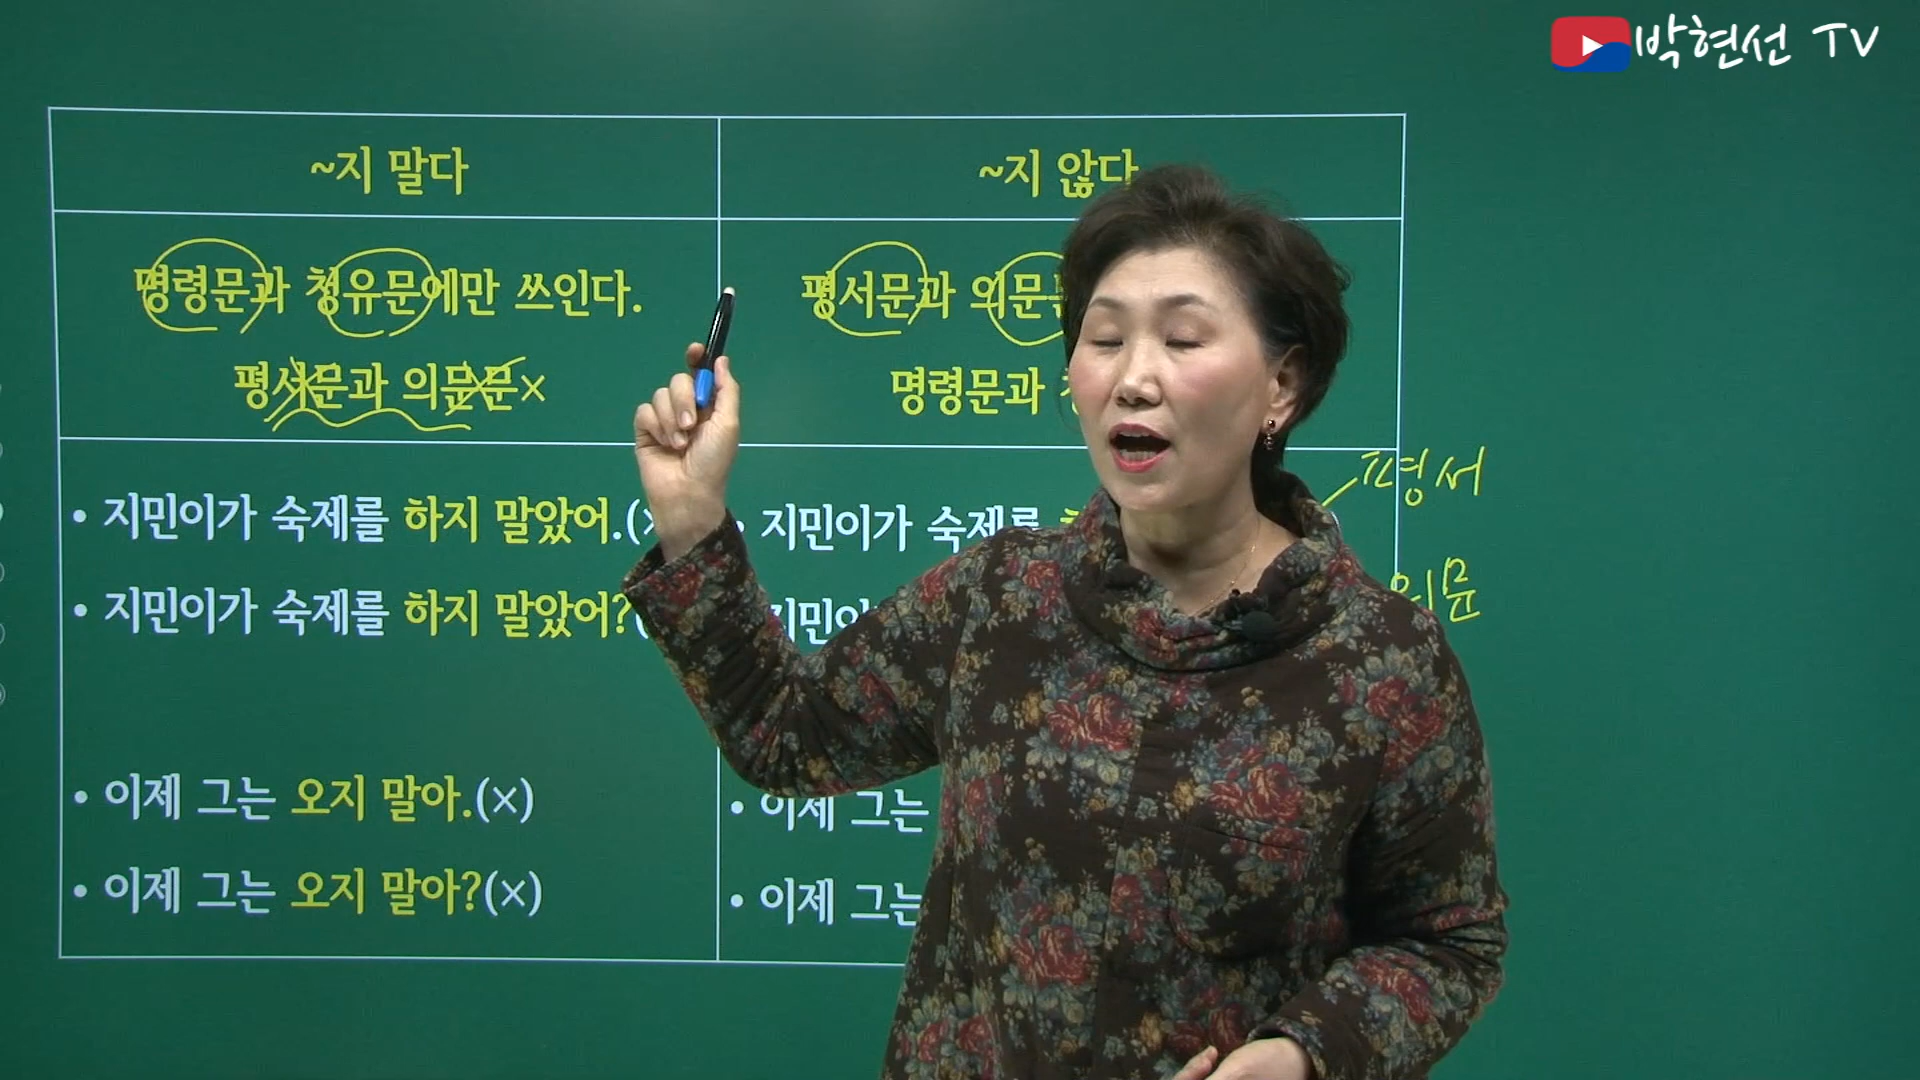 박현선 TV
~지 말다
~지 않다
명령문과 청유문에만 쓰인다.
평서문과
평서문과 의문문×
명령문과
• 지민이가 숙제를 하지 말았어.(×
• 지민이가 숙제를
평서
• 지민이가 숙제를 하지 말았어?(
의문
• 이제 그는 오지 말아.(×)
• 이제 그는
• 이제 그는 오지 말아?(×)
• 이제 그는